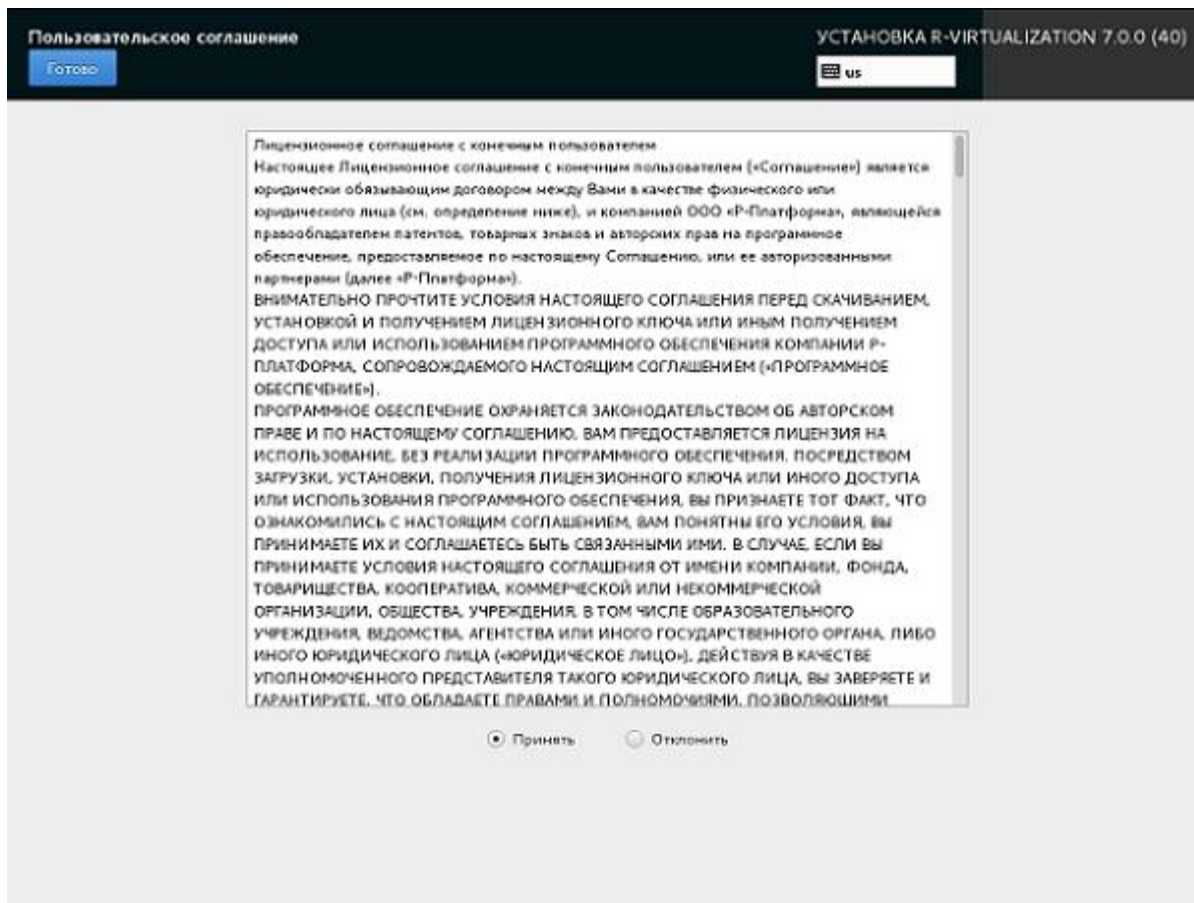 Пользовательское соглашение
УСТАНОВКА R-VIRTUALIZATION 7.0.0 (40)
Готово
us
Лицензионное соглашение с конечным пользователем
Настоящее Лицензионное соглашение с конечным пользователем («Соглашение») является
юридически обязывающим договором между Вами в качестве физического или
юридического лица (см. определение ниже), и компанией ООО «Р-Платформа», являющейся
правообладателем патентов, товарных знаков и авторских прав на программное
обеспечение, предоставляемое по настоящему Соглашению, или ее авторизованными
партнерами (далее «Р-Платформа»).
ВНИМАТЕЛЬНО ПРОЧТИТЕ УСЛОВИЯ НАСТОЯЩЕГО СОГЛАШЕНИЯ ПЕРЕД СКАЧИВАНИЕМ,
УСТАНОВКОЙ И ПОЛУЧЕНИЕМ ЛИЦЕНЗИОННОГО КЛЮЧА ИЛИ ИНЫМ ПОЛУЧЕНИЕМ
ДОСТУПА ИЛИ ИСПОЛЬЗОВАНИЕМ ПРОГРАММНОГО ОБЕСПЕЧЕНИЯ КОМПАНИИ Р-
ПЛАТФОРМА, СОПРОВОЖДАЕМОГО НАСТОЯЩИМ СОГЛАШЕНИЕМ («ПРОГРАММНОЕ
ОБЕСПЕЧЕНИЕ»).
ПРОГРАММНОЕ ОБЕСПЕЧЕНИЕ ОХРАНЯЕТСЯ ЗАКОНОДАТЕЛЬСТВОМ ОБ АВТОРСКОМ
ПРАВЕ И ПО НАСТОЯЩЕМУ СОГЛАШЕНИЮ, ВАМ ПРЕДОСТАВЛЯЕТСЯ ЛИЦЕНЗИЯ НА
ИСПОЛЬЗОВАНИЕ, БЕЗ РЕАЛИЗАЦИИ ПРОГРАММНОГО ОБЕСПЕЧЕНИЯ. ПОСРЕДСТВОМ
ЗАГРУЗКИ, УСТАНОВКИ, ПОЛУЧЕНИЯ ЛИЦЕНЗИОННОГО КЛЮЧА ИЛИ ИНОГО ДОСТУПА
ИЛИ ИСПОЛЬЗОВАНИЯ ПРОГРАММНОГО ОБЕСПЕЧЕНИЯ, ВЫ ПРИЗНАЕТЕ ТОТ ФАКТ, ЧТО
ОЗНАКОМИЛИСЬ С НАСТОЯЩИМ СОГЛАШЕНИЕМ, ВАМ ПОНЯТНЫ ЕГО УСЛОВИЯ, ВЫ
ПРИНИМАЕТЕ ИХ И СОГЛАШАЕТЕСЬ БЫТЬ СВЯЗАННЫМИ ИМИ. В СЛУЧАЕ, ЕСЛИ ВЫ
ПРИНИМАЕТЕ УСЛОВИЯ НАСТОЯЩЕГО СОГЛАШЕНИЯ ОТ ИМЕНИ КОМПАНИИ, ФОНДА,
ТОВАРИЩЕСТВА, КООПЕРАТИВА, КОММЕРЧЕСКОЙ ИЛИ НЕКОММЕРЧЕСКОЙ
ОРГАНИЗАЦИИ, ОБЩЕСТВА, УЧРЕЖДЕНИЯ, В ТОМ ЧИСЛЕ ОБРАЗОВАТЕЛЬНОГО
УЧРЕЖДЕНИЯ, ВЕДОМСТВА, АГЕНТСТВА ИЛИ ИНОГО ГОСУДАРСТВЕННОГО ОРГАНА, ЛИБО
ИНОГО ЮРИДИЧЕСКОГО ЛИЦА («ЮРИДИЧЕСКОЕ ЛИЦО»), ДЕЙСТВУЯ В КАЧЕСТВЕ
УПОЛНОМОЧЕННОГО ПРЕДСТАВИТЕЛЯ ТАКОГО ЮРИДИЧЕСКОГО ЛИЦА, ВЫ ЗАВЕРЯЕТЕ И
ГАРАНТИРУЕТЕ, ЧТО ОБЛАДАЕТЕ ПРАВАМИ И ПОЛНОМОЧИЯМИ, ПОЗВОЛЯЮЩИМИ
Принять
Отклонить